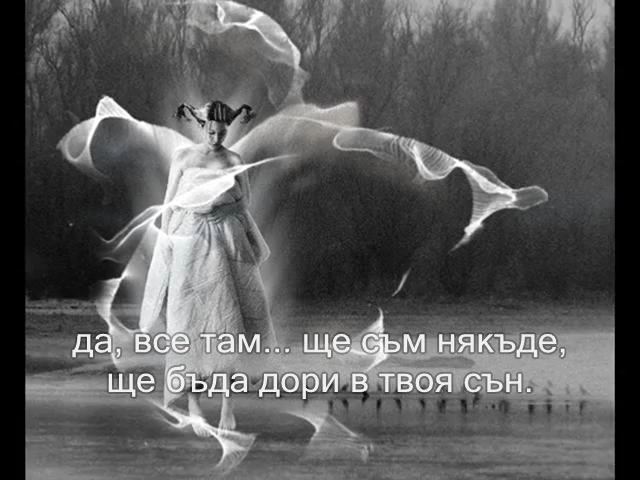 да, все там... ще съм някъде,
ще бъда дори в твоя сън.